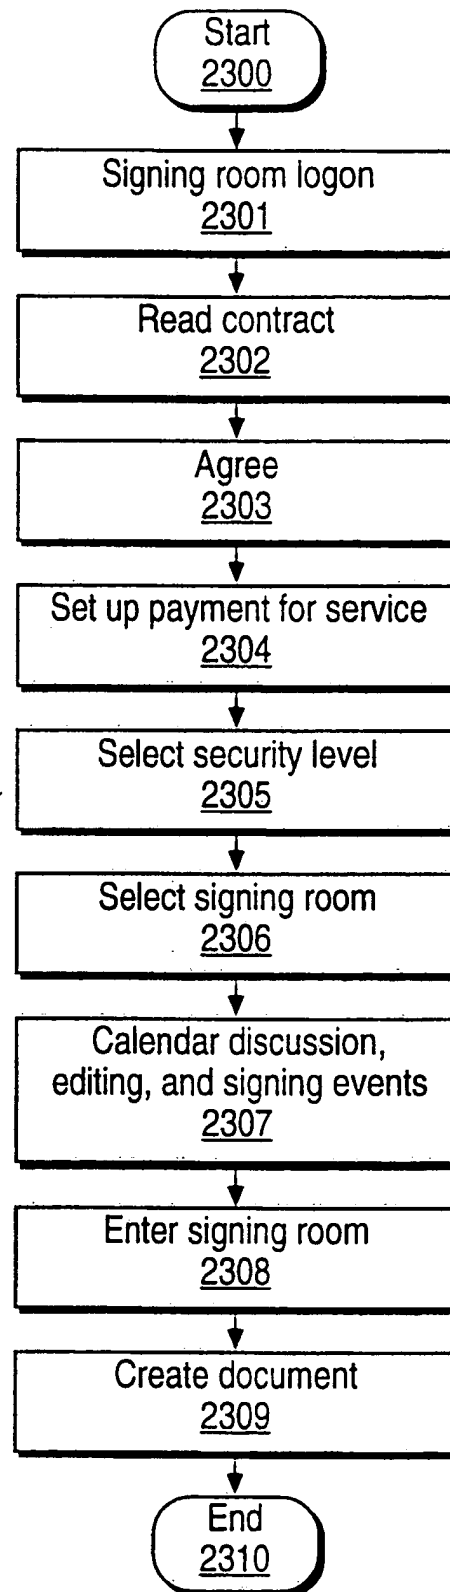 Start
2300
Signing room logon
2301
Read contract
2302
Agree
2303
Set up payment for service
2304
Select security level
2305
Select signing room
2306
Calendar discussion,
editing, and signing events
2307
Enter signing room
2308
Create document
2309
End
2310